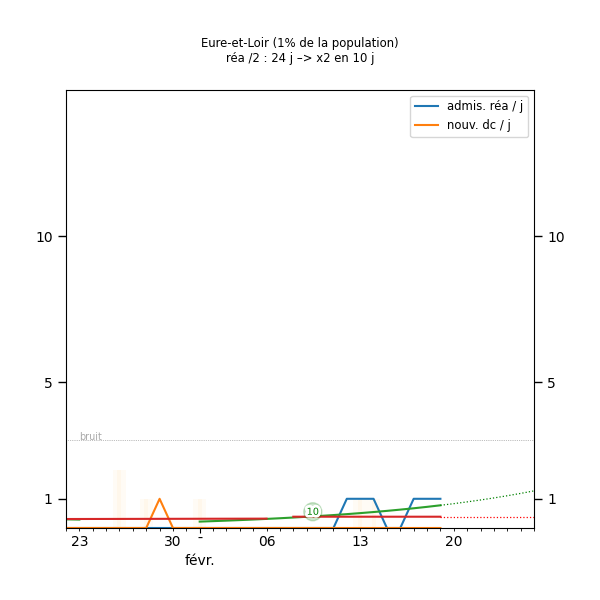 Eure-et-Loir (1% de la population)
réa /2 : 24 j –> x2 en 10 j
admis. réa / j
nouv. dc / j
10
10
5
5
bruit
1
1
10
23
30
-
06
13
20
févr.